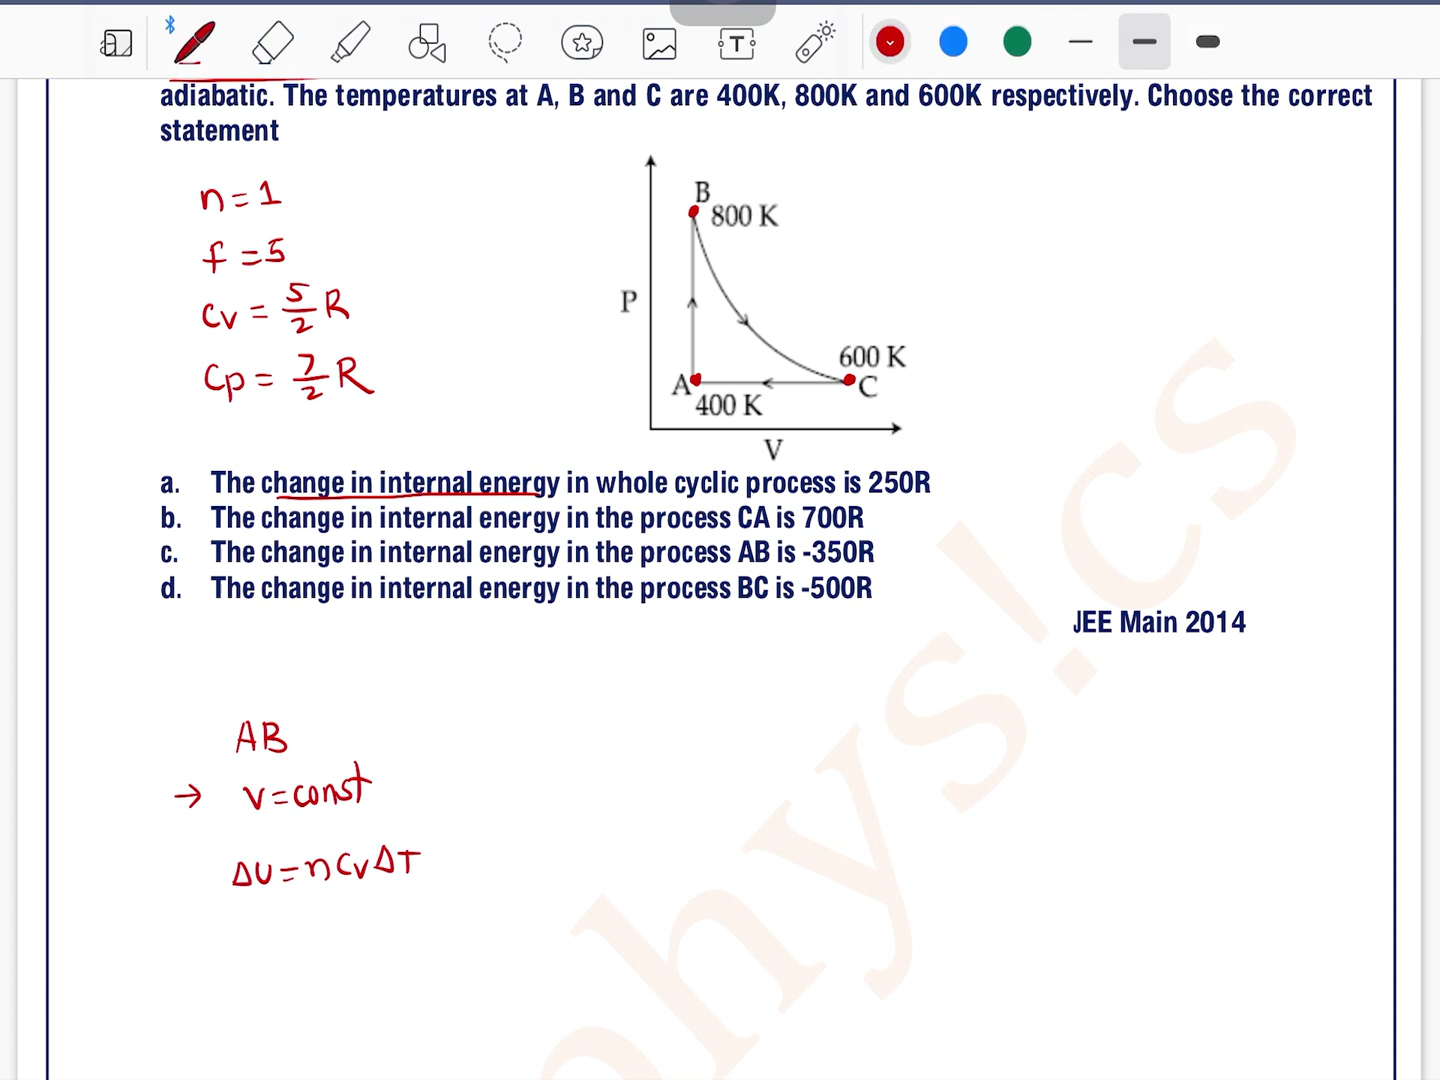 T
adiabatic. The temperatures at A, B and C are 400K, 800K and 600K respectively. Choose the correct
statement
n = 1
f = 5
Cv = 5/2 R
Cp = 7/2 R
B
800 K
P
600 K
A
C
400 K
V
a. The change in internal energy in whole cyclic process is 250R
b. The change in internal energy in the process CA is 700R
c. The change in internal energy in the process AB is -350R
d. The change in internal energy in the process BC is -500R
JEE Main 2014
AB
→ V = const
ΔU = nCvΔT
phys!cs